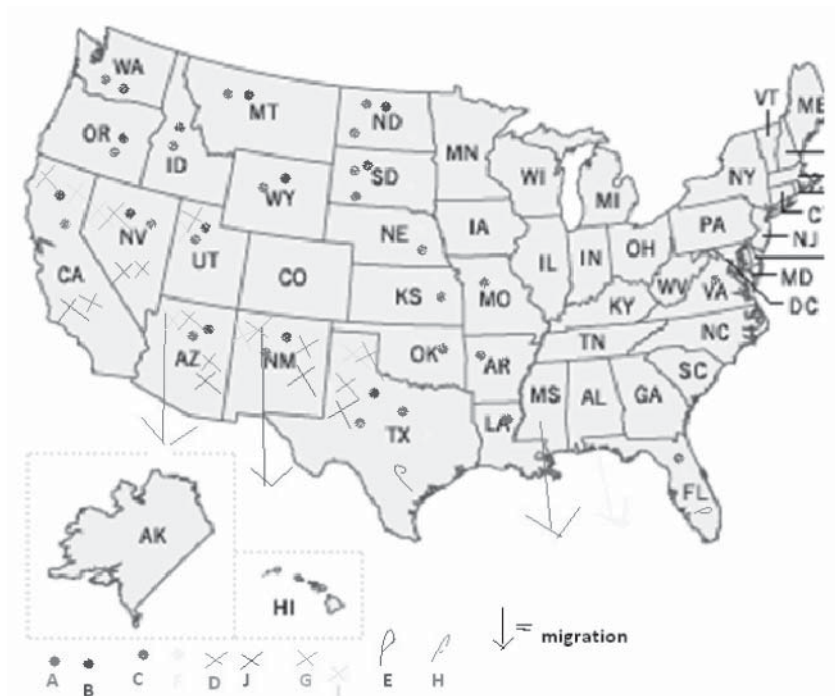 WA
MT
ND
VT
ME
OR
ID
MN
SD
WI
MI
NY
WY
NV
UT
NE
IA
PA
NJ
CA
CO
IL
IN
OH
MD
KS
MO
WV
VA
DC
KY
AZ
NM
OK
AR
TN
NC
SC
TX
LA
MS
AL
GA
FL
AK
HI
= migration
A B C F D J G I E H